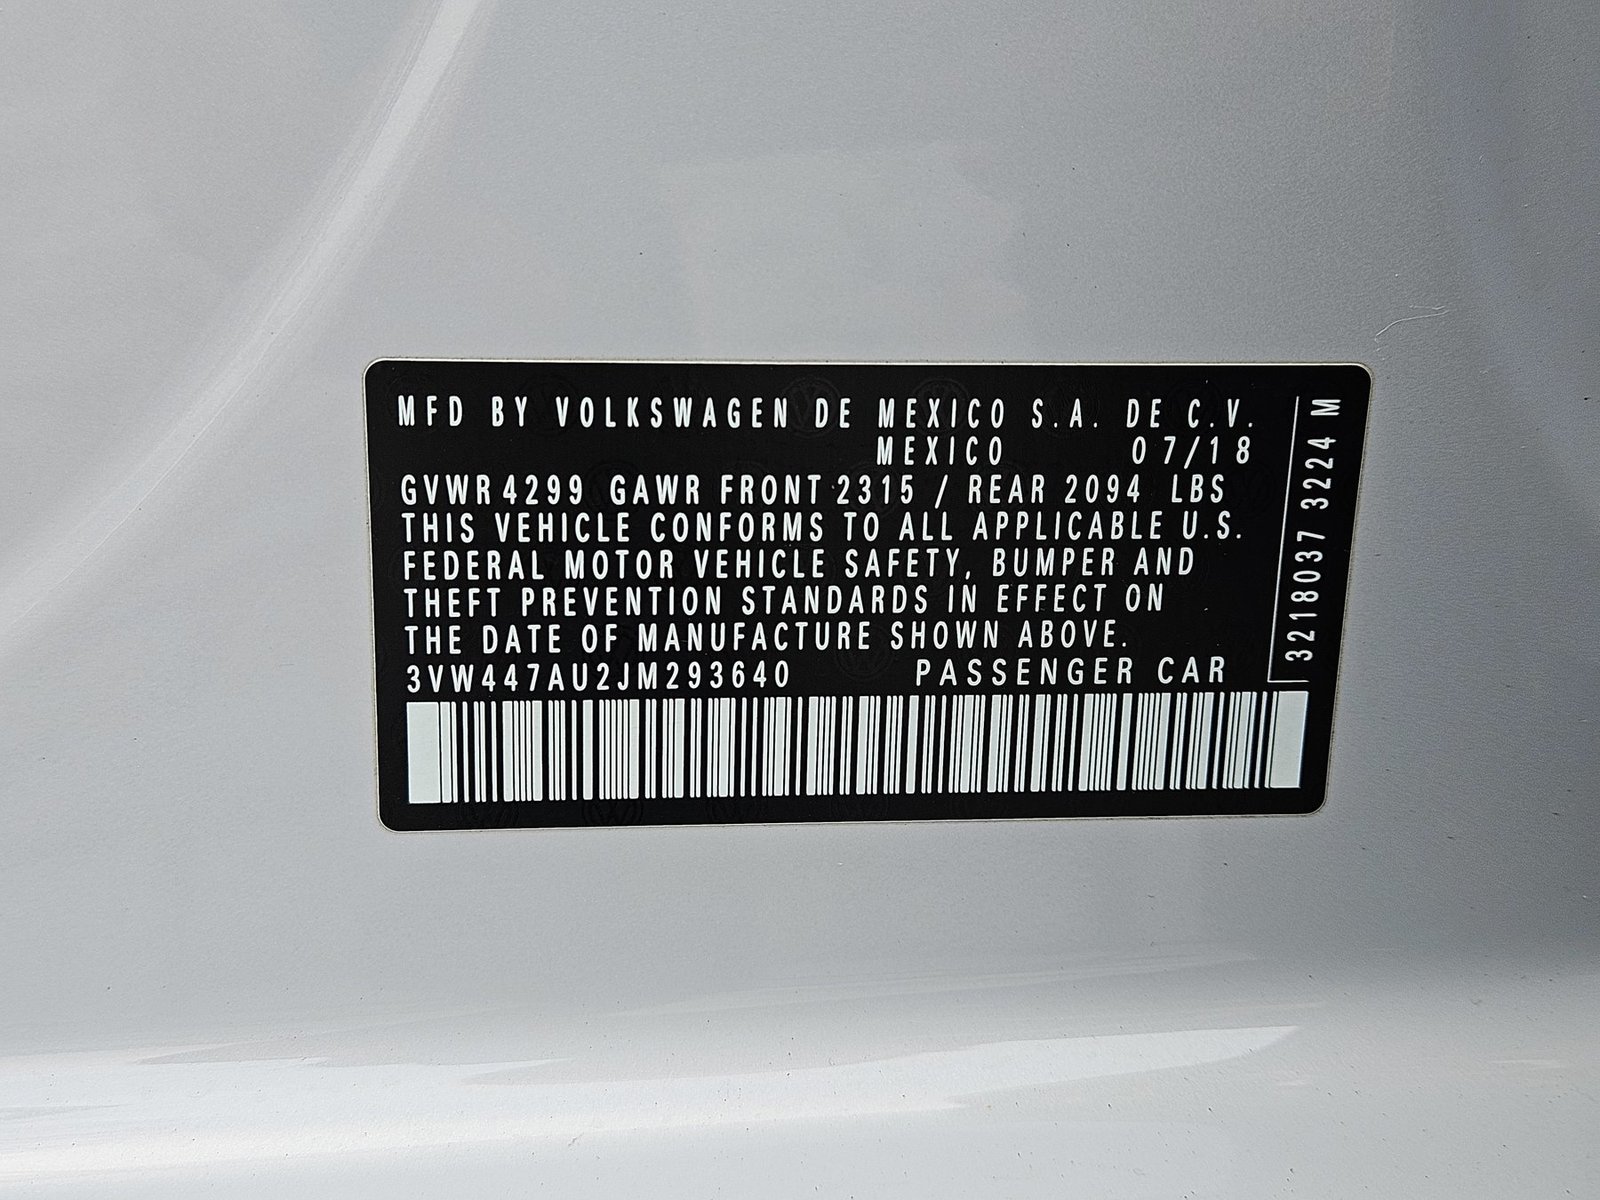 MFD BY VOLKSWAGEN DE MEXICO S.A. DE C.V.
MEXICO 07/18
GVWR 4299 GAWR FRONT 2315 / REAR 2094 LBS
THIS VEHICLE CONFORMS TO ALL APPLICABLE U.S.
FEDERAL MOTOR VEHICLE SAFETY, BUMPER AND
THEFT PREVENTION STANDARDS IN EFFECT ON
THE DATE OF MANUFACTURE SHOWN ABOVE.
3VW447AU2JM293640 PASSENGER CAR
3218037 3224 M